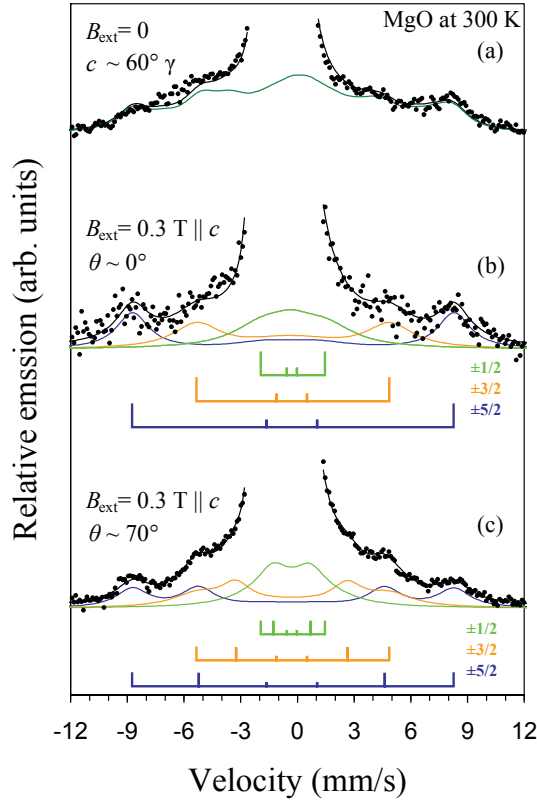 MgO at 300 K
B_ext = 0
c ~ 60° γ
(a)
B_ext = 0.3 T || c
θ ~ 0°
(b)
±1/2
±3/2
±5/2
B_ext = 0.3 T || c
θ ~ 70°
(c)
±1/2
±3/2
±5/2
-12 -9 -6 -3 0 3 6 9 12
Velocity (mm/s)
Relative emssion (arb. units)